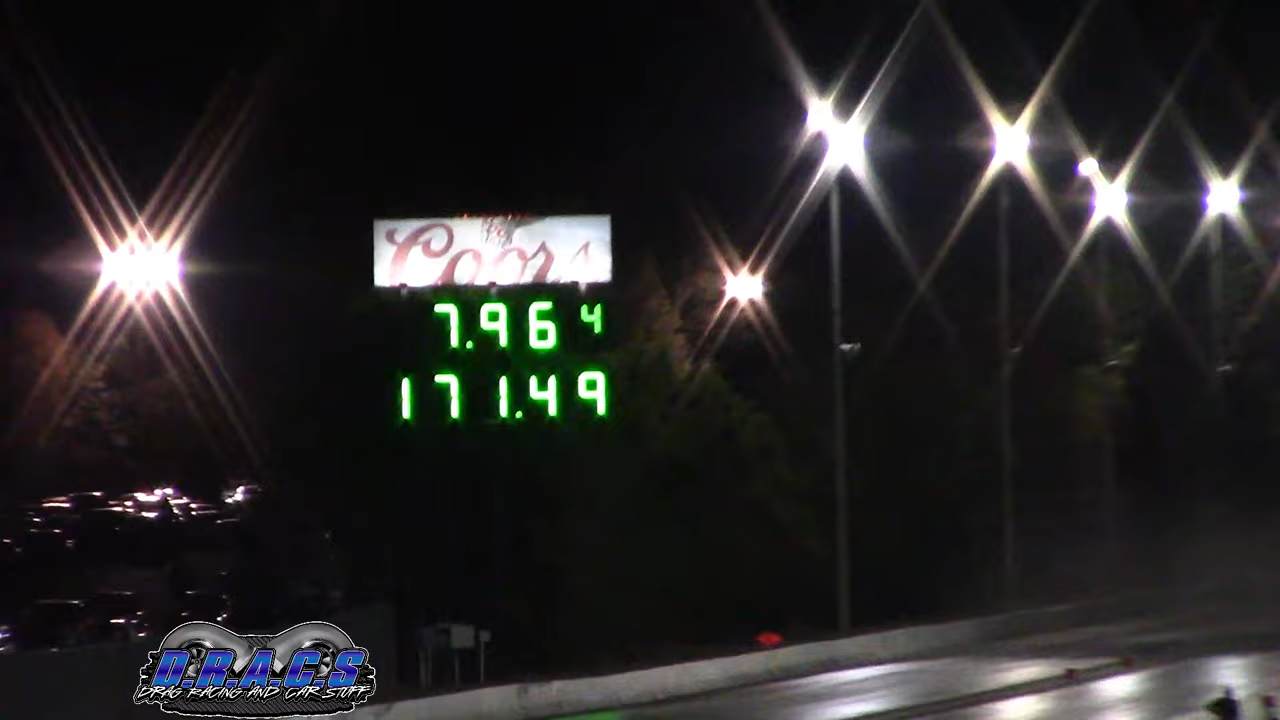 Coors
7.964
171.49
D.R.A.C.S
DRAG RACING AND CAR STUFF